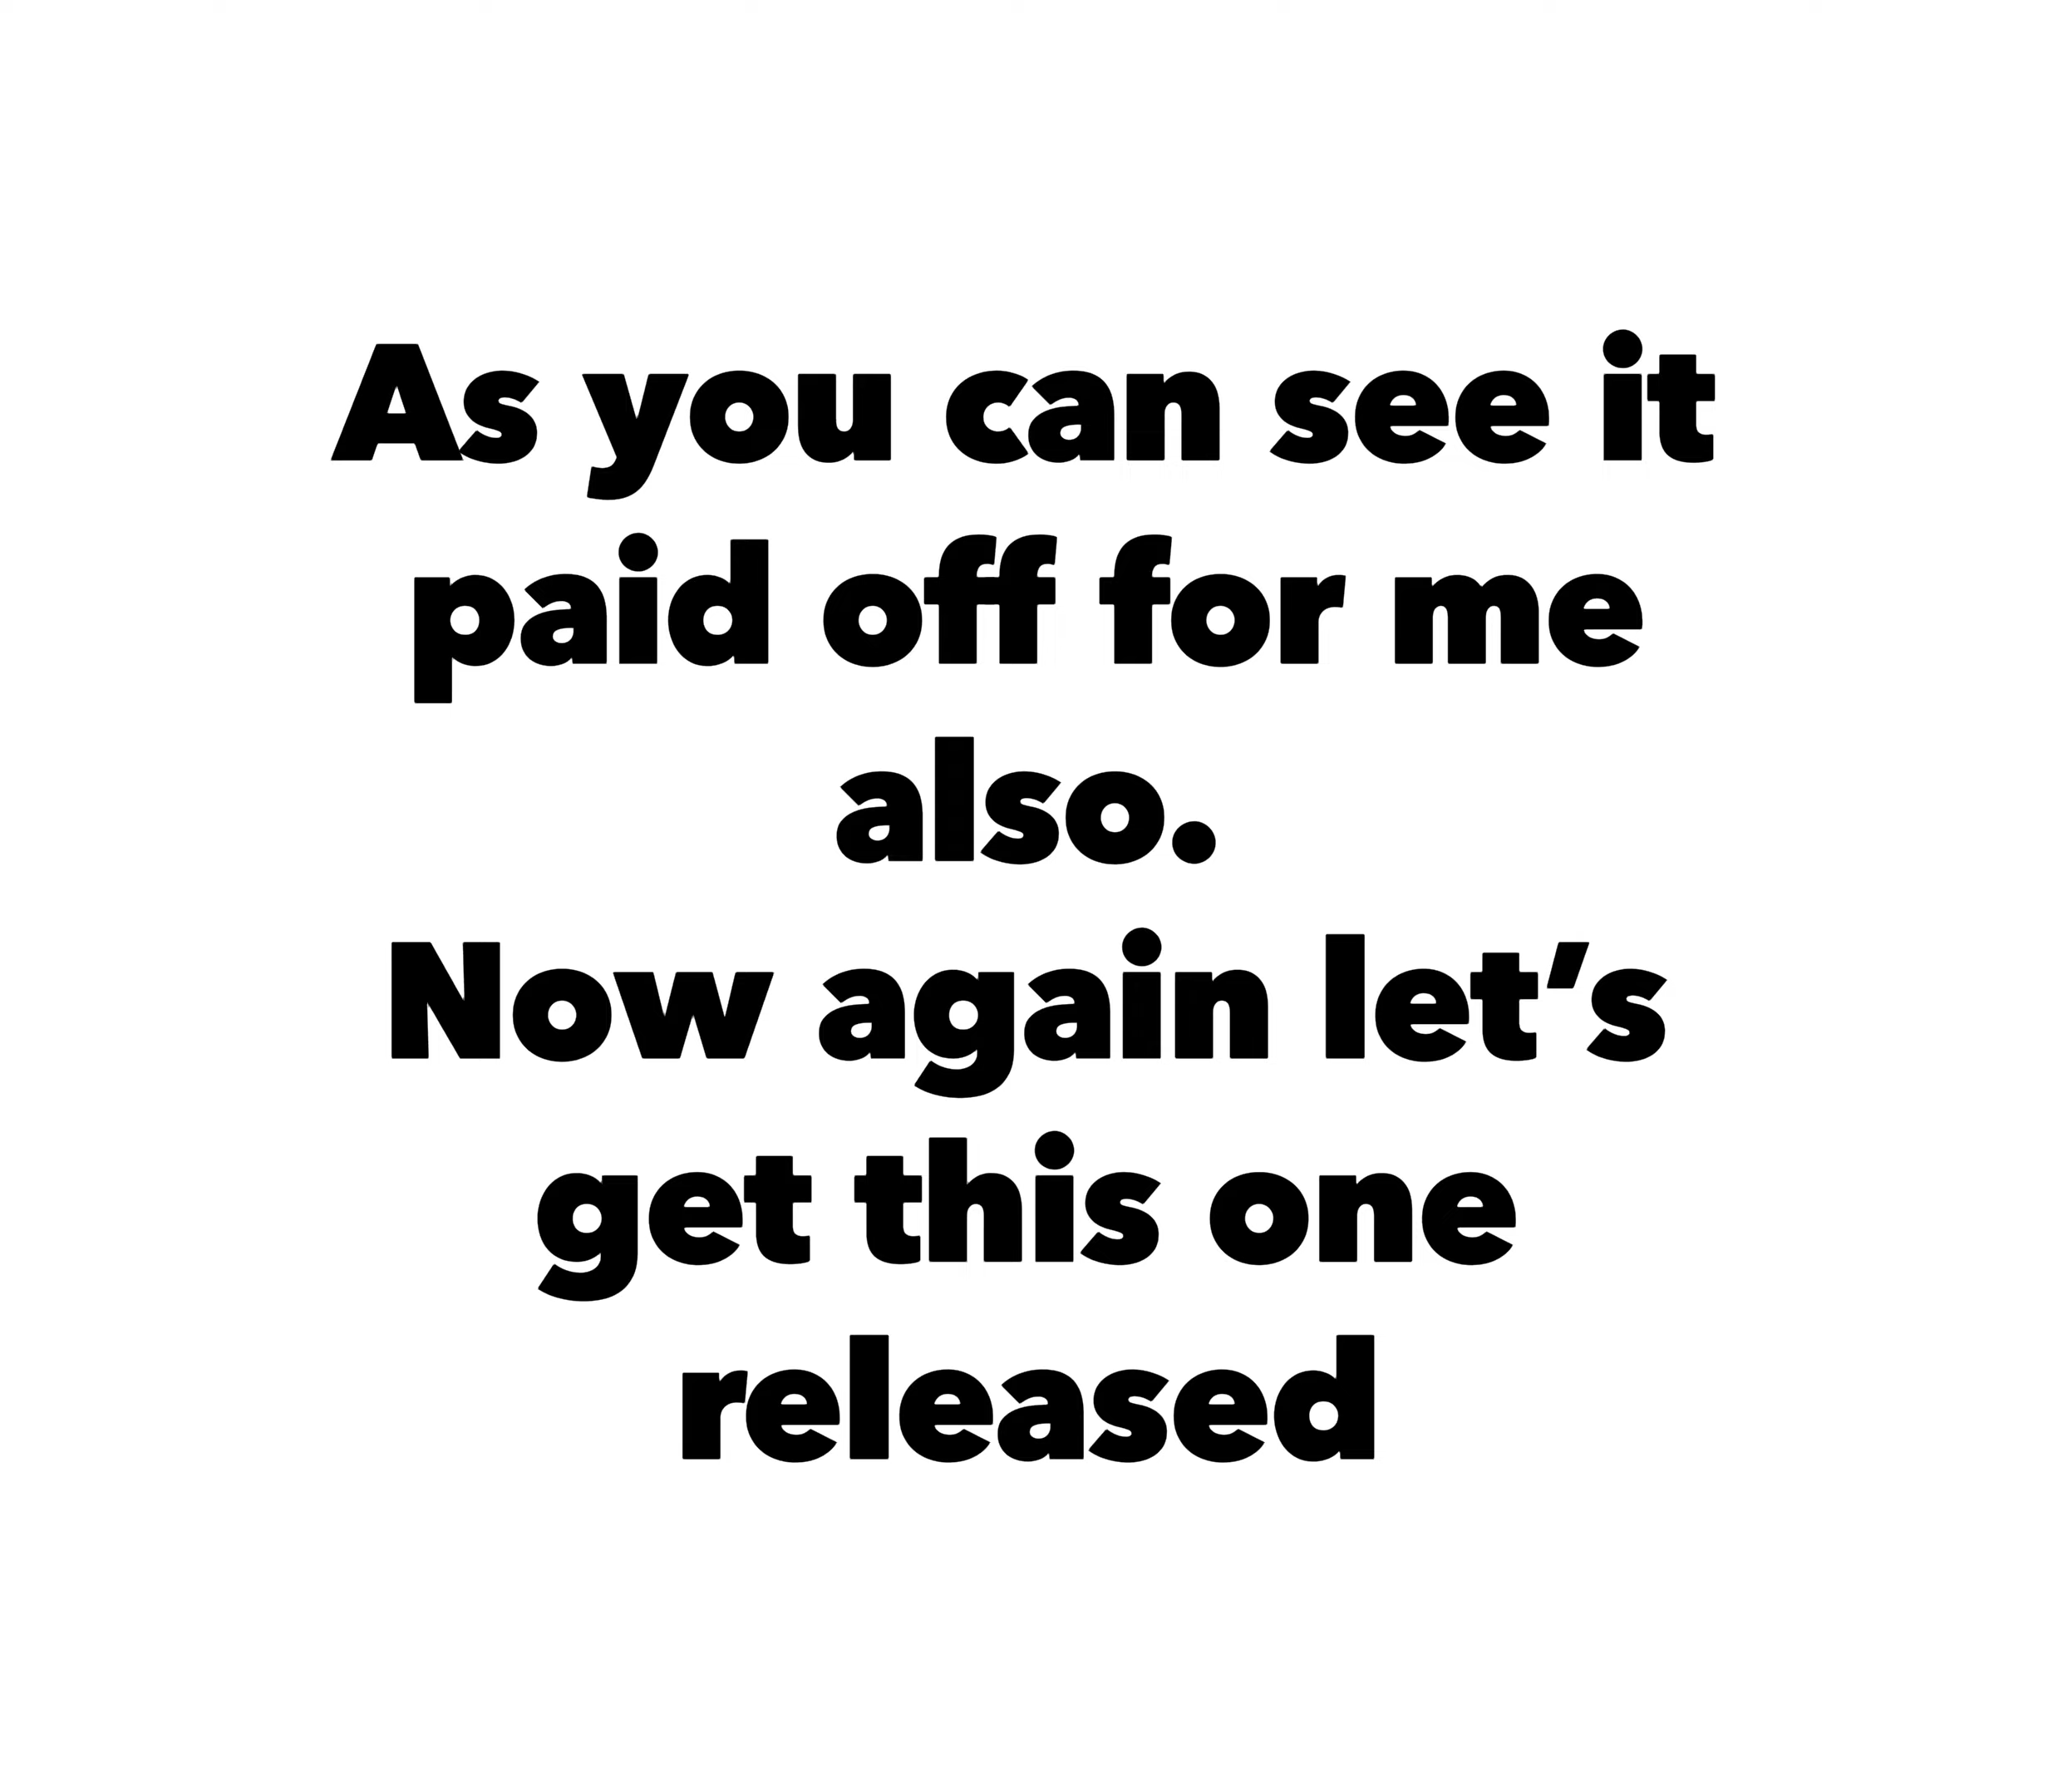 As you can see it
paid off for me
also.
Now again let’s
get this one
released